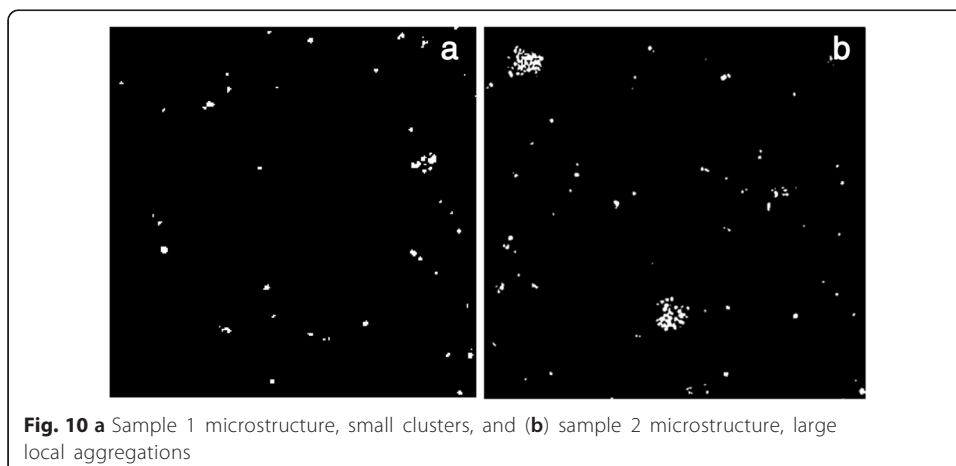 a
b
Fig. 10 a Sample 1 microstructure, small clusters, and (b) sample 2 microstructure, large
local aggregations